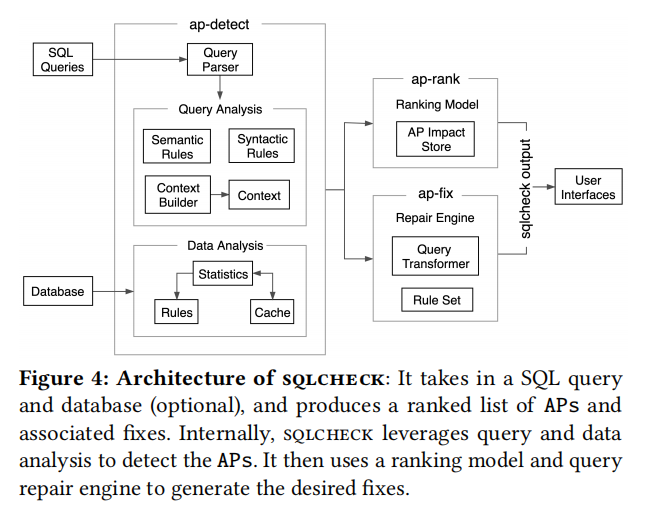 ap-detect
SQL
Queries
Query
Parser
Query Analysis
Semantic
Rules
Syntactic
Rules
Context
Builder
Context
Data Analysis
Statistics
Rules
Cache
Database
ap-rank
Ranking Model
AP Impact
Store
ap-fix
Repair Engine
Query
Transformer
Rule Set
sqlcheck output
User
Interfaces
Figure 4: Architecture of SQLCHECK: It takes in a SQL query
and database (optional), and produces a ranked list of APs and
associated fixes. Internally, SQLCHECK leverages query and data
analysis to detect the APs. It then uses a ranking model and query
repair engine to generate the desired fixes.